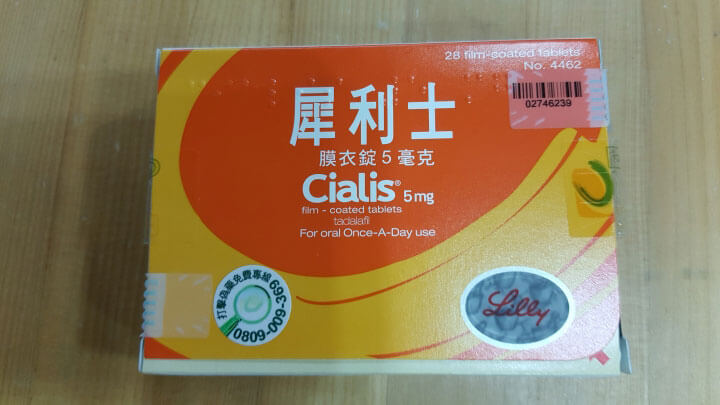 28 film-coated tablets
No. 4462
02746239
犀利士
膜衣錠 5 毫克
Cialis® 5 mg
film - coated tablets
tadalafil
For oral Once-A-Day use
打擊偽藥免費專線
0809-009-369
Lilly